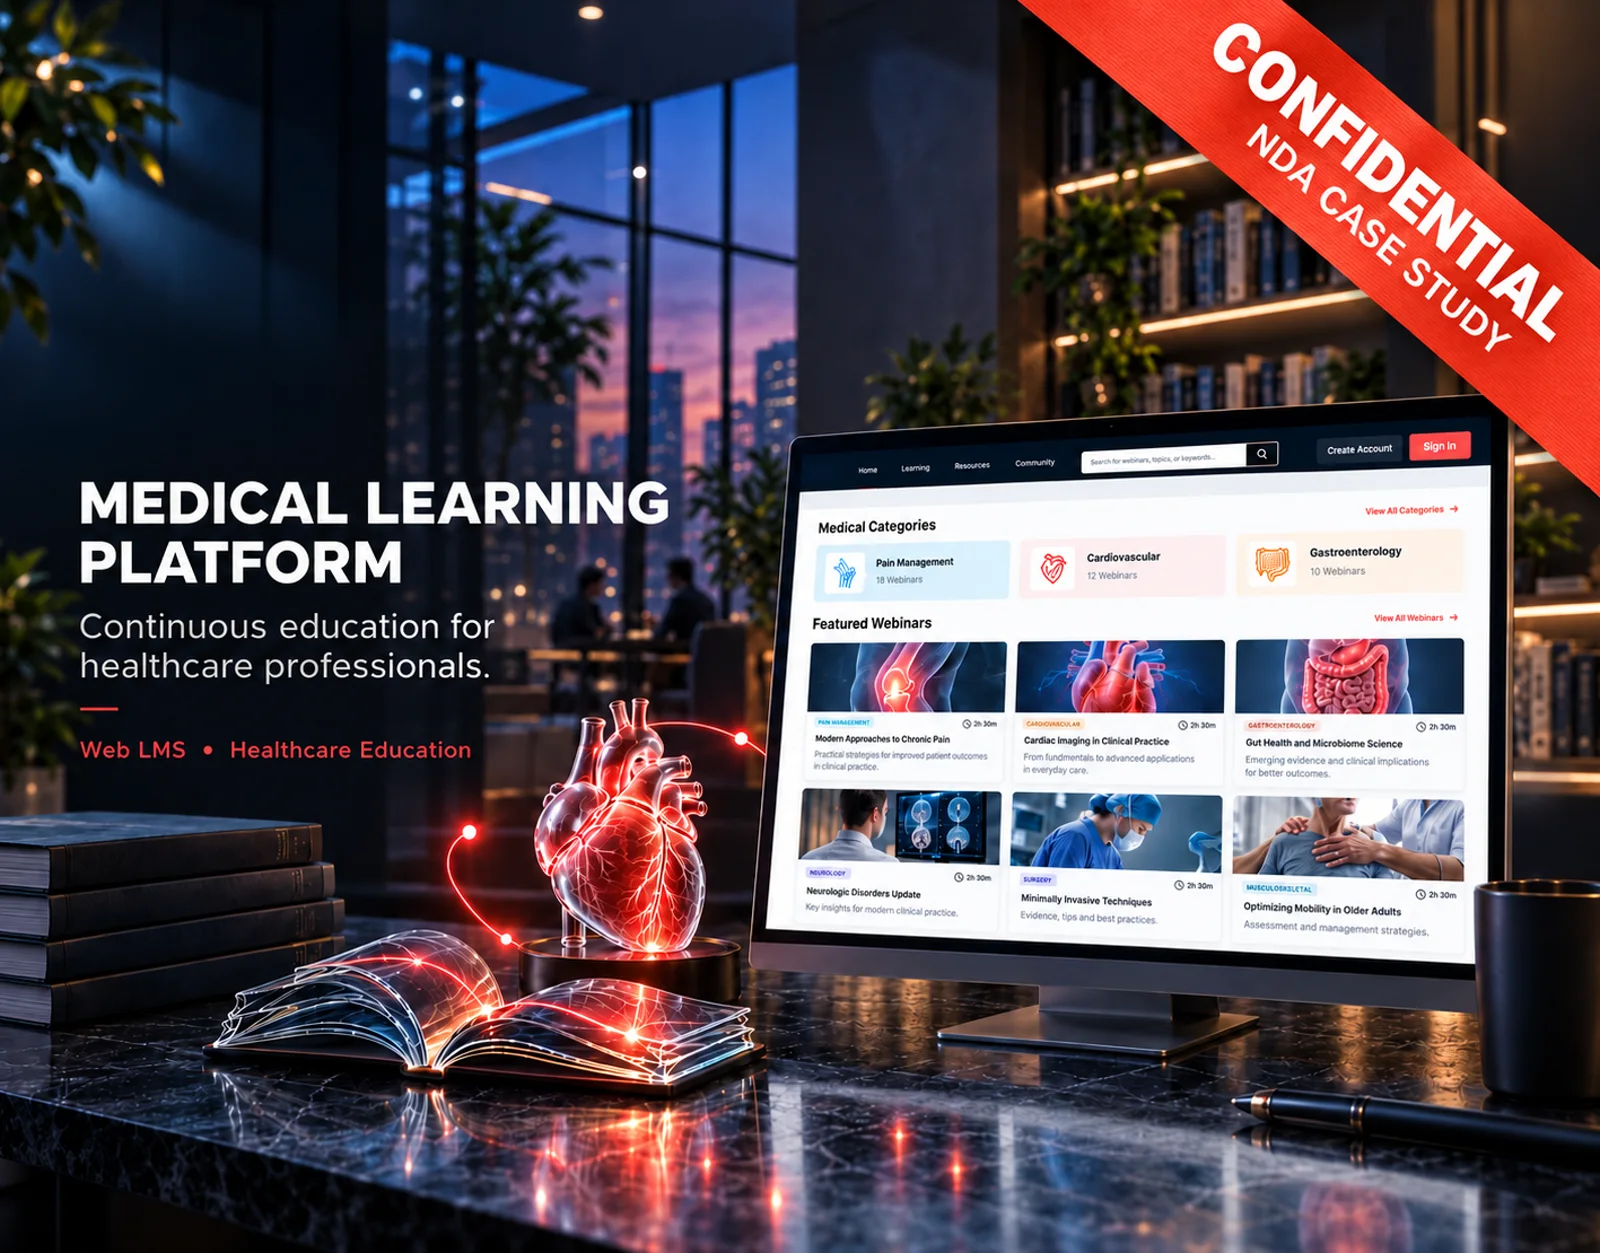 CONFIDENTIAL
NDA CASE STUDY
MEDICAL LEARNING
PLATFORM
Continuous education for
healthcare professionals.
Web LMS • Healthcare Education
Home Learning Resources Community Search for webinars, topics, or keywords... Create Account Sign In
Medical Categories View All Categories →
Pain Management
18 Webinars
Cardiovascular
12 Webinars
Gastroenterology
10 Webinars
Featured Webinars View All Webinars →
PAIN MANAGEMENT 2h 30m
Modern Approaches to Chronic Pain
Practical strategies for improved patient outcomes
in clinical practice.
CARDIOVASCULAR 2h 30m
Cardiac Imaging in Clinical Practice
From fundamentals to advanced applications
in everyday care.
GASTROENTEROLOGY 2h 30m
Gut Health and Microbiome Science
Emerging evidence and clinical implications
for better outcomes.
NEUROLOGY 2h 30m
Neurologic Disorders Update
Key insights for modern clinical practice.
SURGERY 2h 30m
Minimally Invasive Techniques
Evidence, tips and best practices.
MUSCULOSKELETAL 2h 30m
Optimizing Mobility in Older Adults
Assessment and management strategies.